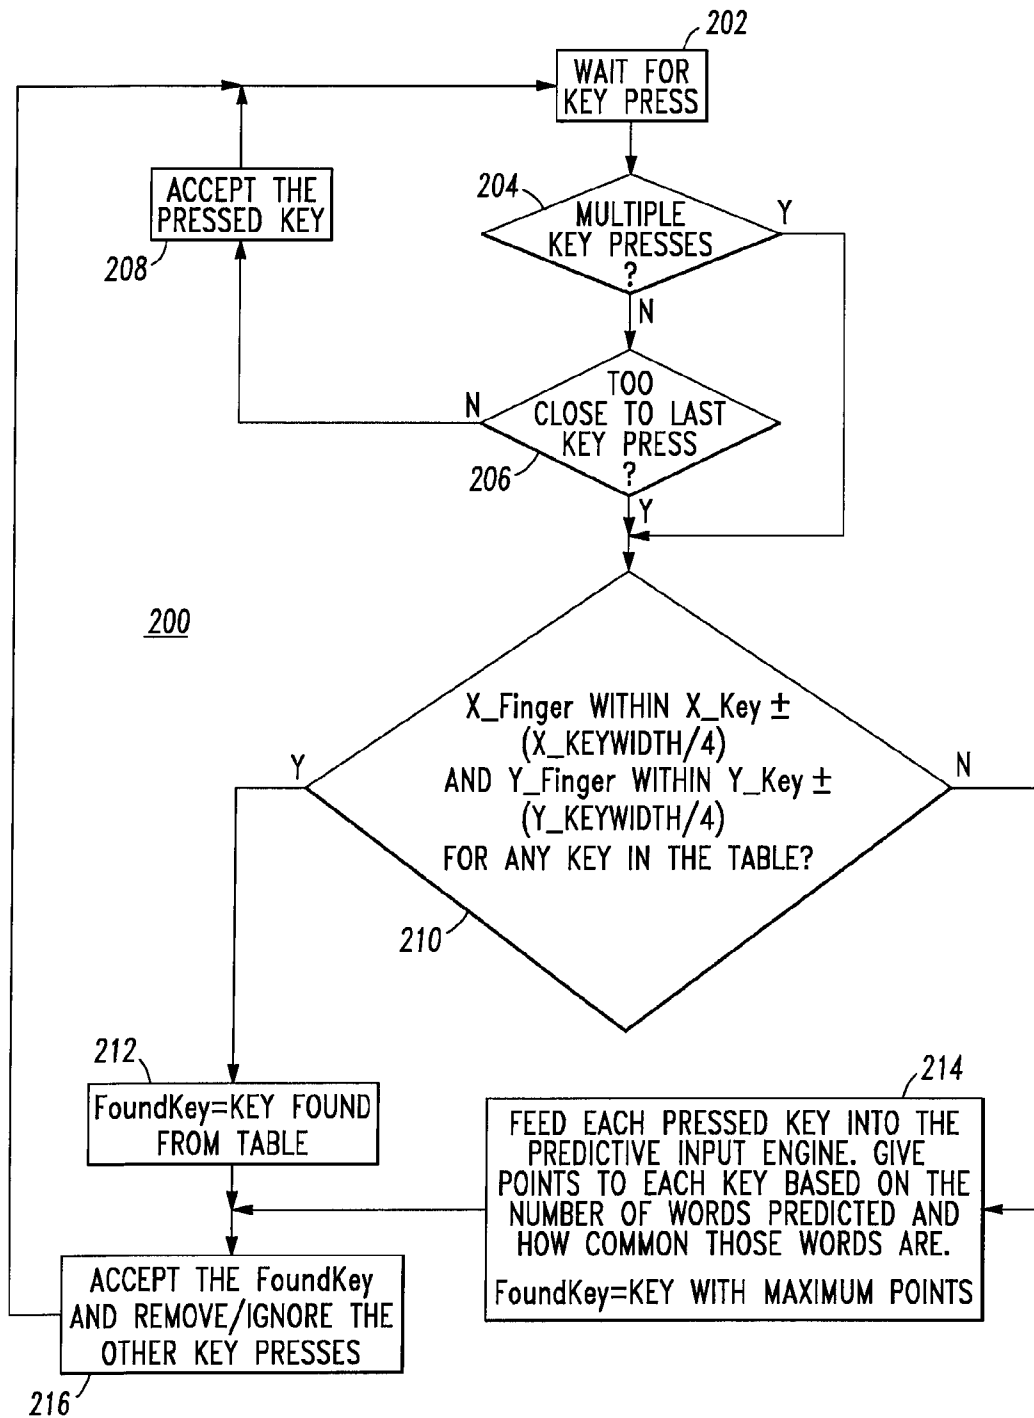 202
WAIT FOR
KEY PRESS
204
MULTIPLE
KEY PRESSES
?
Y
N
ACCEPT THE
PRESSED KEY
208
TOO
CLOSE TO LAST
KEY PRESS
?
N
206
Y
200
X_Finger WITHIN X_Key ±
(X_KEYWIDTH/4)
AND Y_Finger WITHIN Y_Key ±
(Y_KEYWIDTH/4)
FOR ANY KEY IN THE TABLE?
Y
N
210
212
FoundKey=KEY FOUND
FROM TABLE
214
FEED EACH PRESSED KEY INTO THE
PREDICTIVE INPUT ENGINE. GIVE
POINTS TO EACH KEY BASED ON THE
NUMBER OF WORDS PREDICTED AND
HOW COMMON THOSE WORDS ARE.
FoundKey=KEY WITH MAXIMUM POINTS
ACCEPT THE FoundKey
AND REMOVE/IGNORE THE
OTHER KEY PRESSES
216